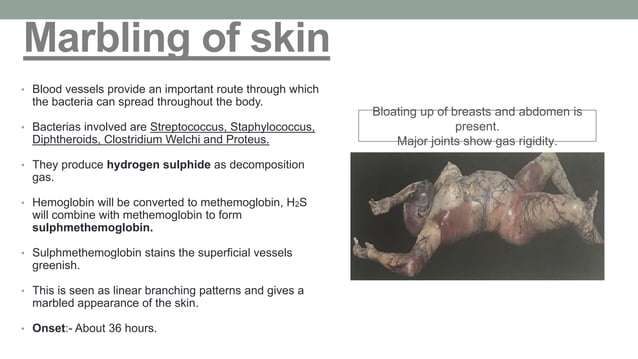 Marbling of skin
• Blood vessels provide an important route through which
the bacteria can spread throughout the body.
• Bacterias involved are Streptococcus, Staphylococcus,
Diphtheroids, Clostridium Welchi and Proteus.
• They produce hydrogen sulphide as decomposition
gas.
• Hemoglobin will be converted to methemoglobin, H2S
will combine with methemoglobin to form
sulphmethemoglobin.
• Sulphmethemoglobin stains the superficial vessels
greenish.
• This is seen as linear branching patterns and gives a
marbled appearance of the skin.
• Onset:- About 36 hours.
Bloating up of breasts and abdomen is
present.
Major joints show gas rigidity.